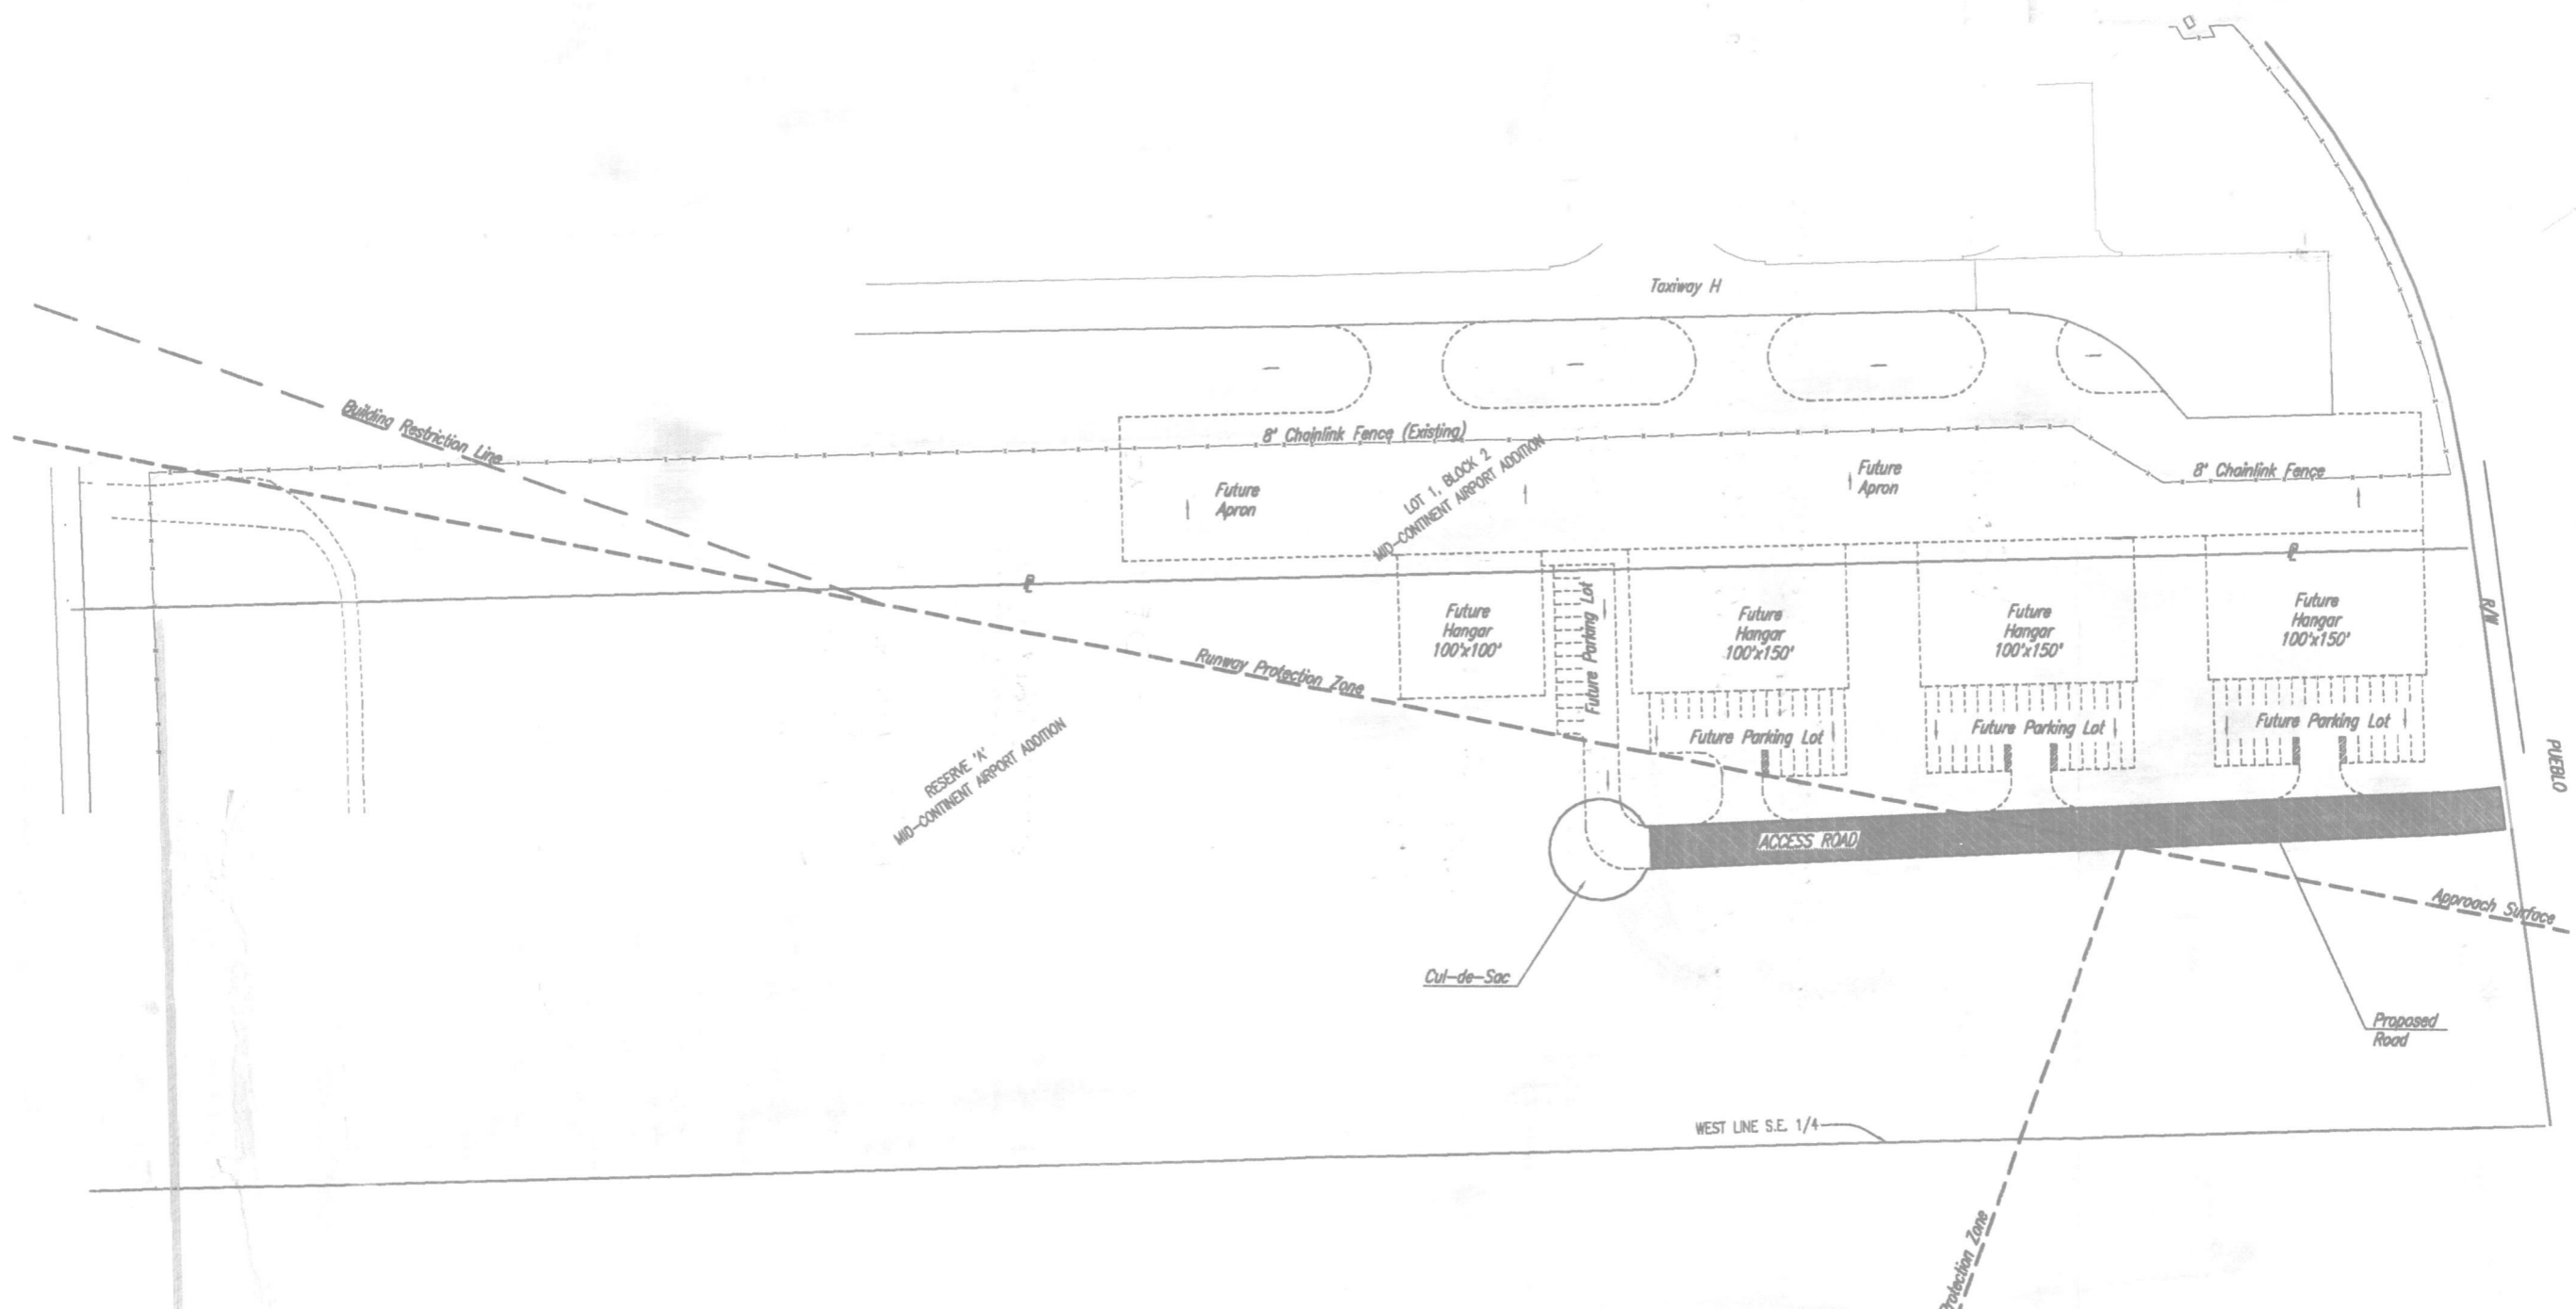 Taxiway H
Building Restriction Line
8' Chainlink Fence (Existing)
LOT 1, BLOCK 2
MID-CONTINENT AIRPORT ADDITION
Future
Apron
Future
Apron
8' Chainlink Fence
Future
Hangar
100'x100'
Future Parking Lot
Future
Hangar
100'x150'
Future
Hangar
100'x150'
Future
Hangar
100'x150'
R/W
Runway Protection Zone
Future Parking Lot
Future Parking Lot
Future Parking Lot
PUEBLO
RESERVE 'A'
MID-CONTINENT AIRPORT ADDITION
ACCESS ROAD
Approach Surface
Cul-de-Sac
Proposed
Road
WEST LINE S.E. 1/4
Protection Zone